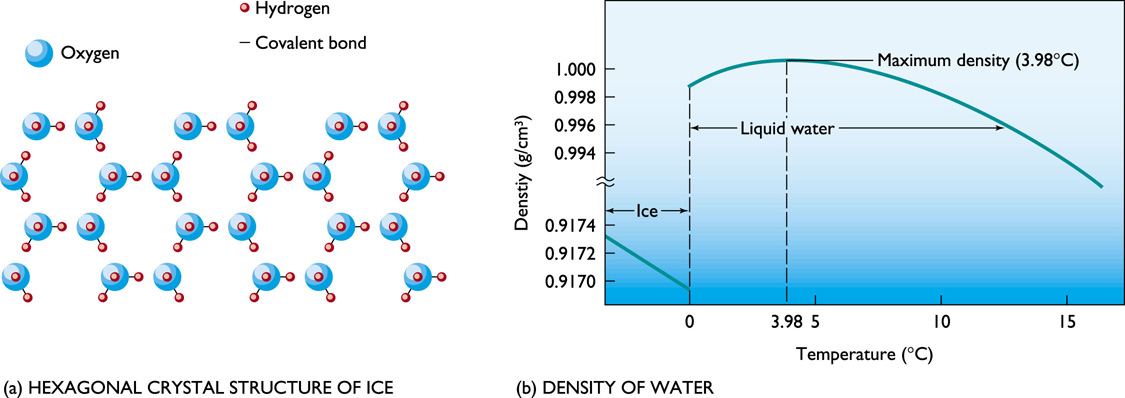 Hydrogen
Oxygen
– Covalent bond
(a) HEXAGONAL CRYSTAL STRUCTURE OF ICE
Denstiy (g/cm³)
1.000
0.998
0.996
0.994
0.9174
0.9172
0.9170
Maximum density (3.98°C)
Liquid water
Ice
0
3.98
5
10
15
Temperature (°C)
(b) DENSITY OF WATER